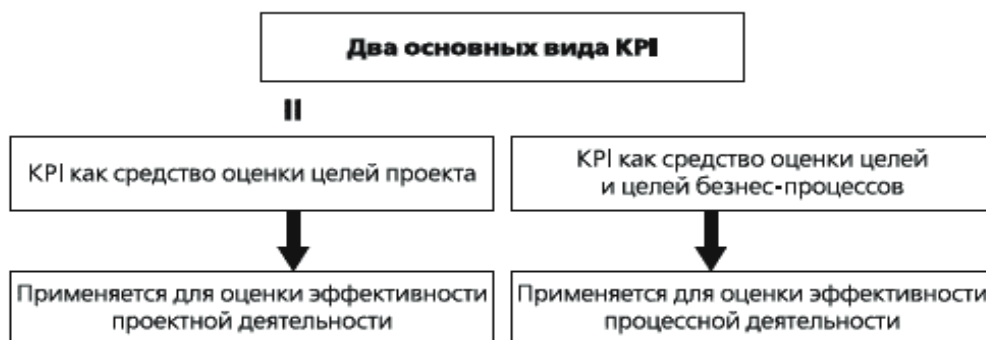 Два основных вида KPI
II
KPI как средство оценки целей проекта
KPI как средство оценки целей
и целей безнес-процессов
Применяется для оценки эффективности
проектной деятельности
Применяется для оценки эффективности
процессной деятельности